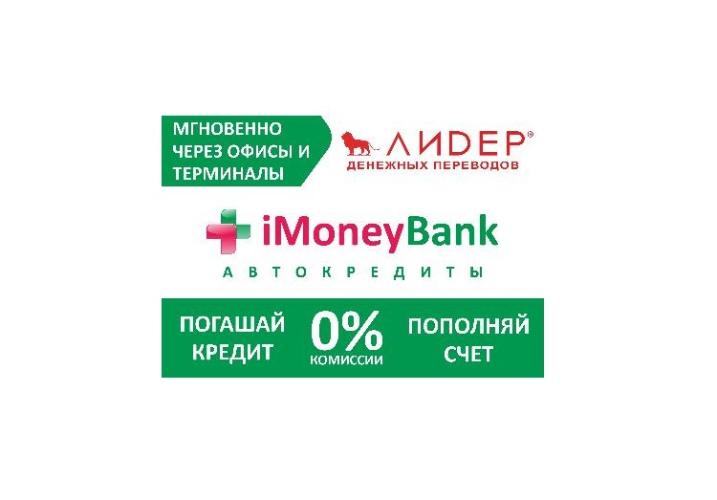 МГНОВЕННО
ЧЕРЕЗ ОФИСЫ И
ТЕРМИНАЛЫ
ЛИДЕР®
ДЕНЕЖНЫХ ПЕРЕВОДОВ
iMoneyBank
АВТОКРЕДИТЫ
ПОГАШАЙ
КРЕДИТ
0%
КОМИССИИ
ПОПОЛНЯЙ
СЧЕТ